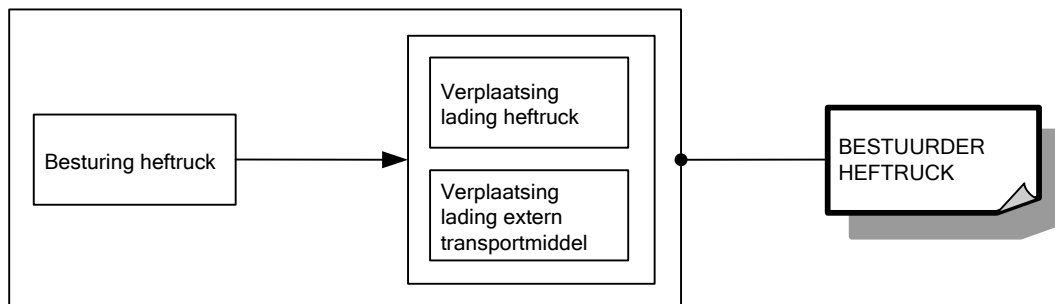 Besturing heftruck
Verplaatsing
lading heftruck
Verplaatsing
lading extern
transportmiddel
BESTUURDER
HEFTRUCK